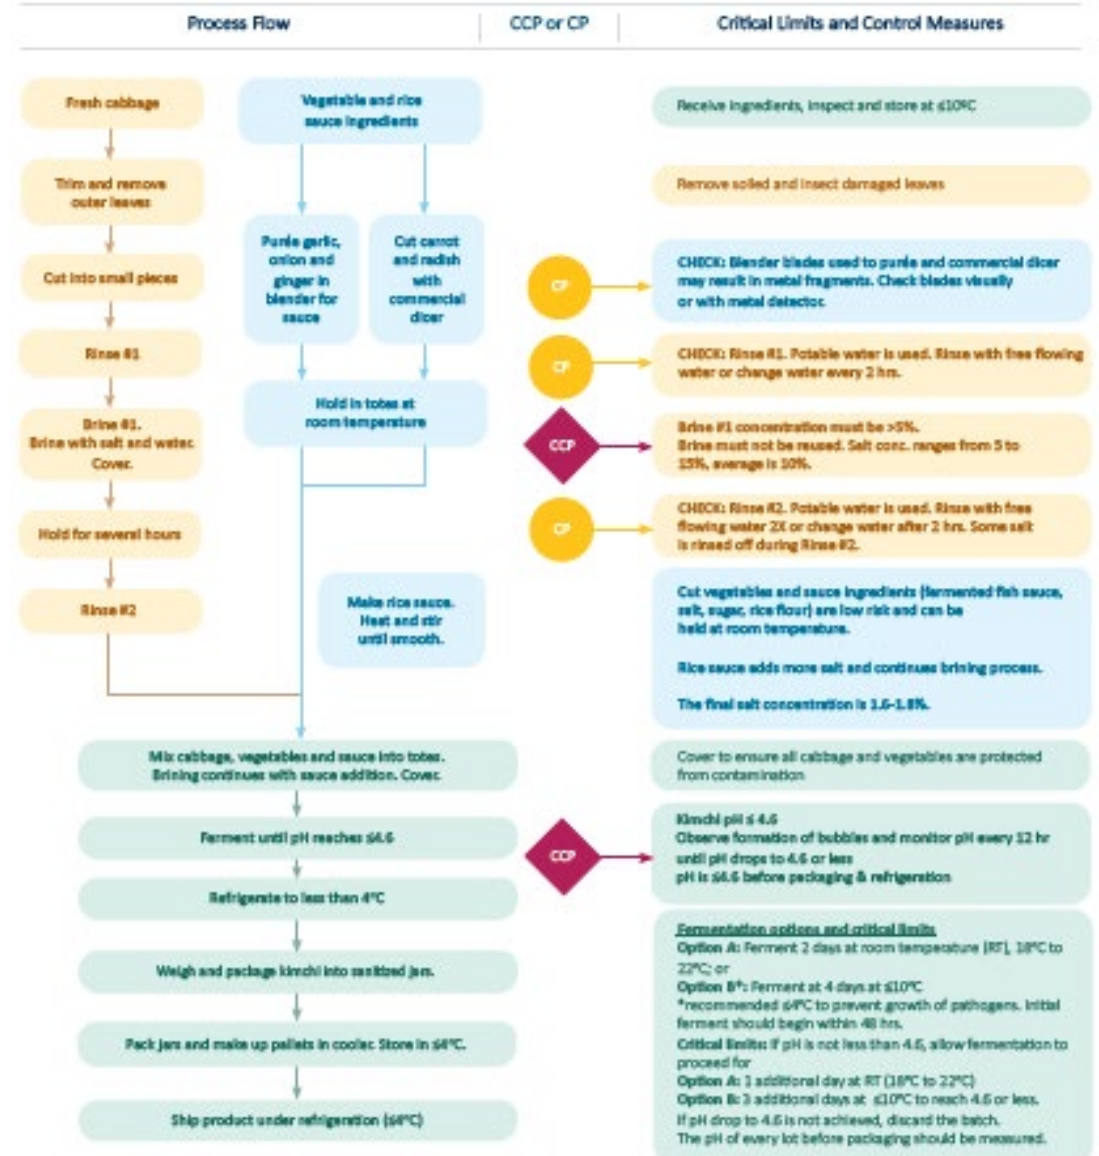 Process Flow
CCP or CP
Critical Limits and Control Measures
Fresh cabbage
Trim and remove
outer leaves
Cut into small pieces
Rinse #1
Brine #1.
Brine with salt and water.
Cover.
Hold for several hours
Rinse #2
Vegetable and rice
sauce ingredients
Purée garlic,
onion and
ginger in
blender for
sauce
Cut carrot
and radish
with
commercial
dicer
Hold in totes at
room temperature
Make rice sauce.
Heat and stir
until smooth.
Mix cabbage, vegetables and sauce into totes.
Brining continues with sauce addition. Cover.
Ferment until pH reaches ≤4.6
Refrigerate to less than 4°C
Weigh and package kimchi into sanitized jars.
Pack jars and make up pallets in cooler. Store in ≤4°C.
Ship product under refrigeration (≤4°C)
CP
CP
CCP
CP
CCP
Receive ingredients, inspect and store at ≤10°C
Remove soiled and insect damaged leaves
CHECK: Blender blades used to purée and commercial dicer
may result in metal fragments. Check blades visually
or with metal detector.
CHECK: Rinse #1. Potable water is used. Rinse with free flowing
water or change water every 2 hrs.
Brine #1 concentration must be >5%.
Brine must not be reused. Salt conc. ranges from 5 to
15%, average is 10%.
CHECK: Rinse #2. Potable water is used. Rinse with free
flowing water 2X or change water after 2 hrs. Some salt
is rinsed off during Rinse #2.
Cut vegetables and sauce ingredients (fermented fish sauce,
salt, sugar, rice flour) are low risk and can be
held at room temperature.
Rice sauce adds more salt and continues brining process.
The final salt concentration is 1.6-1.8%.
Cover to ensure all cabbage and vegetables are protected
from contamination
Kimchi pH ≤ 4.6
Observe formation of bubbles and monitor pH every 12 hr
until pH drops to 4.6 or less
pH is ≤4.6 before packaging & refrigeration
Fermentation options and critical limits
Option A: Ferment 2 days at room temperature (RT), 18°C to
22°C; or
Option B*: Ferment at 4 days at ≤10°C
*recommended ≤4°C to prevent growth of pathogens. Initial
ferment should begin within 48 hrs.
Critical limits: If pH is not less than 4.6, allow fermentation to
proceed for
Option A: 1 additional day at RT (18°C to 22°C)
Option B: 3 additional days at ≤10°C to reach 4.6 or less.
If pH drop to 4.6 is not achieved, discard the batch.
The pH of every lot before packaging should be measured.